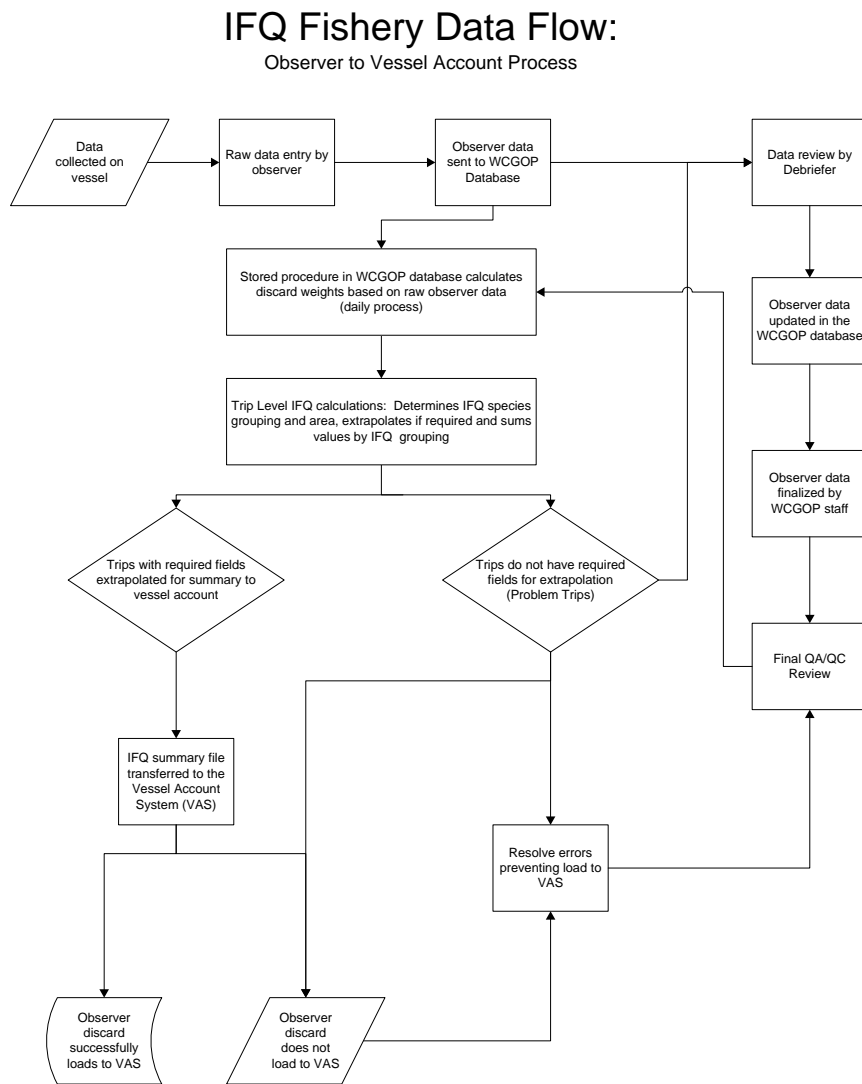 IFQ Fishery Data Flow:
Observer to Vessel Account Process
Data
collected on
vessel
Raw data entry by
observer
Observer data
sent to WCGOP
Database
Data review by
Debriefer
Stored procedure in WCGOP database calculates
discard weights based on raw observer data
(daily process)
Observer data
updated in the
WCGOP database
Trip Level IFQ calculations: Determines IFQ species
grouping and area, extrapolates if required and sums
values by IFQ grouping
Observer data
finalized by
WCGOP staff
Trips with required fields
extrapolated for summary to
vessel account
Trips do not have required
fields for extrapolation
(Problem Trips)
Final QA/QC
Review
IFQ summary file
transferred to the
Vessel Account
System (VAS)
Resolve errors
preventing load to
VAS
Observer
discard
successfully
loads to VAS
Observer
discard
does not
load to VAS